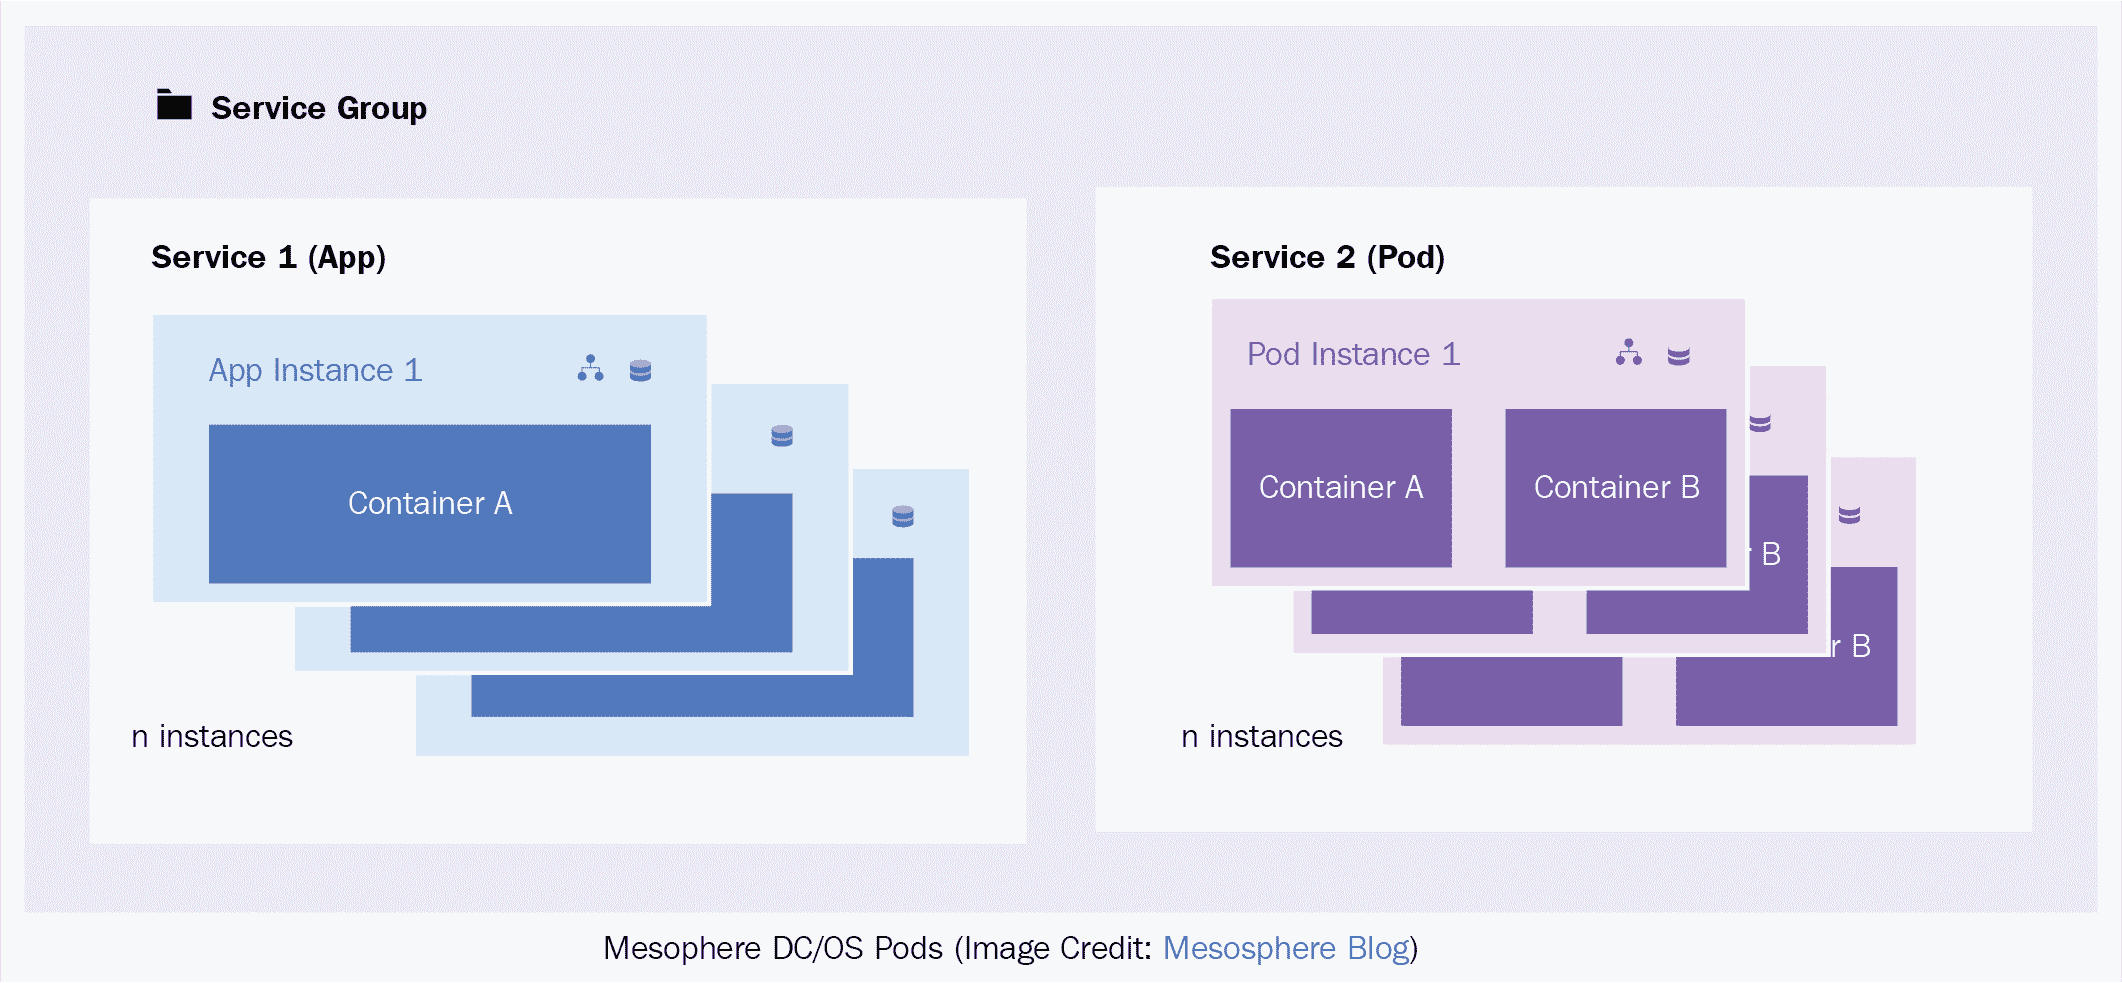 Service Group
Service 1 (App)
App Instance 1
Container A
n instances
Service 2 (Pod)
Pod Instance 1
Container A
Container B
r B
r B
n instances
Mesophere DC/OS Pods (Image Credit: Mesosphere Blog)